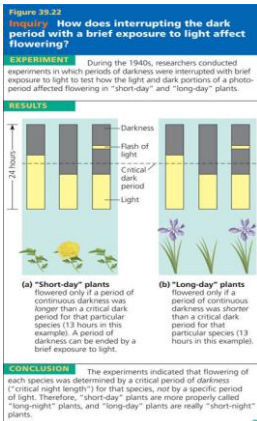 Figure 39.22
Inquiry How does interrupting the dark
period with a brief exposure to light affect
flowering?
EXPERIMENT During the 1940s, researchers conducted
experiments in which periods of darkness were interrupted with brief
exposure to light to test how the light and dark portions of a photo-
period affected flowering in "short-day" and "long-day" plants.
RESULTS
24 hours
Darkness
Flash of
light
Critical
dark
period
Light
(a) "Short-day" plants
flowered only if a period of
continuous darkness was
longer than a critical dark
period for that particular
species (13 hours in this
example). A period of
darkness can be ended by a
brief exposure to light.
(b) "Long-day" plants
flowered only if a
period of continuous
darkness was shorter
than a critical dark
period for that
particular species (13
hours in this example).
CONCLUSION The experiments indicated that flowering of
each species was determined by a critical period of darkness
("critical night length") for that species, not by a specific period
of light. Therefore, "short-day" plants are more properly called
"long-night" plants, and "long-day" plants are really "short-night"
plants.